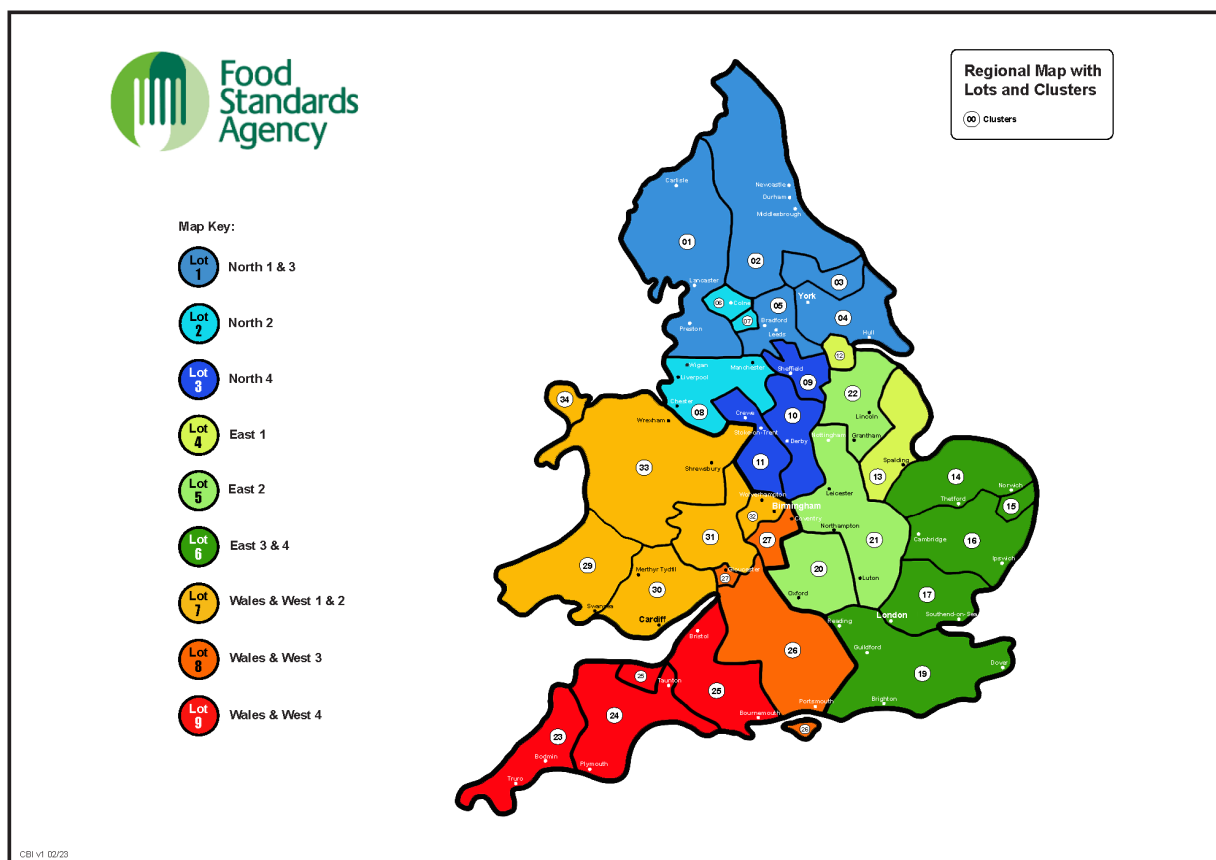 Food
Standards
Agency
Regional Map with
Lots and Clusters
00 Clusters
Map Key:
Lot
1
North 1 & 3
Lot
2
North 2
Lot
3
North 4
Lot
4
East 1
Lot
5
East 2
Lot
6
East 3 & 4
Lot
7
Wales & West 1 & 2
Lot
8
Wales & West 3
Lot
9
Wales & West 4
Carlisle
Newcastle
Durham
Middlesbrough
01
02
03
Lancaster
06
Colne
05
York
04
07
Preston
Bradford
Leeds
Hull
12
Wigan
Manchester
Sheffield
Liverpool
09
22
34
Chester
08
Crewe
10
Lincoln
Wrexham
Stoke-on-Trent
Derby
Nottingham
Grantham
33
Shrewsbury
11
Spalding
13
14
Leicester
Norwich
Wolverhampton
Thetford
15
Birmingham
32
Coventry
Northampton
31
27
21
Cambridge
16
29
Merthyr Tydfil
Gloucester
27
20
Ipswich
30
Luton
17
Swansea
Oxford
Cardiff
London
Southend-on-Sea
Reading
Bristol
26
Guildford
Dover
25
Taunton
19
25
24
Portsmouth
Brighton
Bournemouth
23
26
Bodmin
Plymouth
Truro
CBI v1 02/23